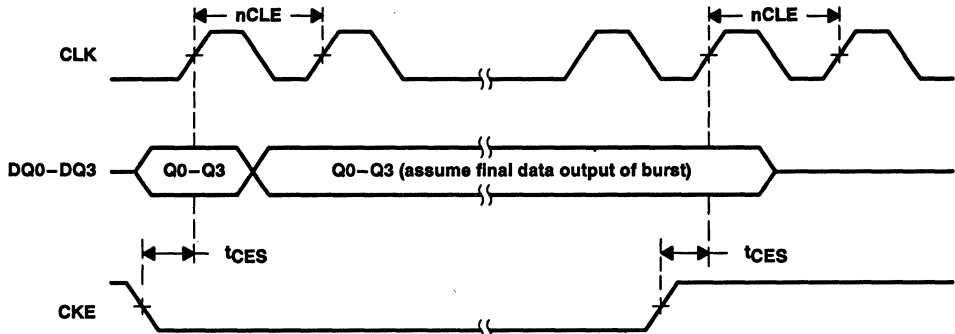 nCLE
nCLE
CLK
DQ0–DQ3
Q0–Q3
Q0–Q3 (assume final data output of burst)
tCES
tCES
CKE